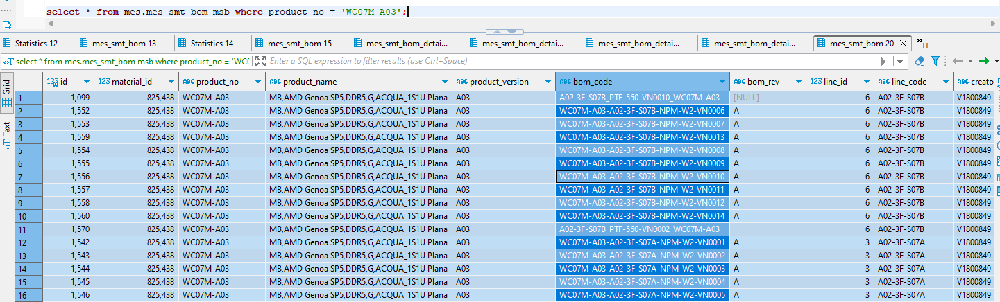 select * from mes.mes_smt_bom msb where product_no = 'WC07M-A03';
Statistics 12 mes_smt_bom 13 Statistics 14 mes_smt_bom 15 mes_smt_bom_detai... mes_smt_bom_detai... mes_smt_bom_detai... mes_smt_bom_detai... mes_smt_bom 20 » 11
select * from mes.mes_smt_bom msb where product_no = 'WC0 Enter a SQL expression to filter results (use Ctrl+Space)
Grid
Text
123 id 123 material_id ABC product_no ABC product_name ABC product_version ABC bom_code ABC bom_rev 123 line_id ABC line_code ABC creato
1 1,099 825,438 WC07M-A03 MB,AMD Genoa SP5,DDR5,G,ACQUA_1S1U Plana A03 A02-3F-S07B_PTF-550-VN0010_WC07M-A03 [NULL] 6 A02-3F-S07B V1800849
2 1,552 825,438 WC07M-A03 MB,AMD Genoa SP5,DDR5,G,ACQUA_1S1U Plana A03 WC07M-A03-A02-3F-S07B-NPM-W2-VN0006 A 6 A02-3F-S07B V1800849
3 1,553 825,438 WC07M-A03 MB,AMD Genoa SP5,DDR5,G,ACQUA_1S1U Plana A03 WC07M-A03-A02-3F-S07B-NPM-W2-VN0007 A 6 A02-3F-S07B V1800849
4 1,559 825,438 WC07M-A03 MB,AMD Genoa SP5,DDR5,G,ACQUA_1S1U Plana A03 WC07M-A03-A02-3F-S07B-NPM-W2-VN0013 A 6 A02-3F-S07B V1800849
5 1,554 825,438 WC07M-A03 MB,AMD Genoa SP5,DDR5,G,ACQUA_1S1U Plana A03 WC07M-A03-A02-3F-S07B-NPM-W2-VN0008 A 6 A02-3F-S07B V1800849
6 1,555 825,438 WC07M-A03 MB,AMD Genoa SP5,DDR5,G,ACQUA_1S1U Plana A03 WC07M-A03-A02-3F-S07B-NPM-W2-VN0009 A 6 A02-3F-S07B V1800849
7 1,556 825,438 WC07M-A03 MB,AMD Genoa SP5,DDR5,G,ACQUA_1S1U Plana A03 WC07M-A03-A02-3F-S07B-NPM-W2-VN0010 A 6 A02-3F-S07B V1800849
8 1,557 825,438 WC07M-A03 MB,AMD Genoa SP5,DDR5,G,ACQUA_1S1U Plana A03 WC07M-A03-A02-3F-S07B-NPM-W2-VN0011 A 6 A02-3F-S07B V1800849
9 1,558 825,438 WC07M-A03 MB,AMD Genoa SP5,DDR5,G,ACQUA_1S1U Plana A03 WC07M-A03-A02-3F-S07B-NPM-W2-VN0012 A 6 A02-3F-S07B V1800849
10 1,560 825,438 WC07M-A03 MB,AMD Genoa SP5,DDR5,G,ACQUA_1S1U Plana A03 WC07M-A03-A02-3F-S07B-NPM-W2-VN0014 A 6 A02-3F-S07B V1800849
11 1,570 825,438 WC07M-A03 MB,AMD Genoa SP5,DDR5,G,ACQUA_1S1U Plana A03 A02-3F-S07B_PTF-550-VN0002_WC07M-A03 6 A02-3F-S07B V1800849
12 1,542 825,438 WC07M-A03 MB,AMD Genoa SP5,DDR5,G,ACQUA_1S1U Plana A03 WC07M-A03-A02-3F-S07A-NPM-W2-VN0001 A 3 A02-3F-S07A V1800849
13 1,543 825,438 WC07M-A03 MB,AMD Genoa SP5,DDR5,G,ACQUA_1S1U Plana A03 WC07M-A03-A02-3F-S07A-NPM-W2-VN0002 A 3 A02-3F-S07A V1800849
14 1,544 825,438 WC07M-A03 MB,AMD Genoa SP5,DDR5,G,ACQUA_1S1U Plana A03 WC07M-A03-A02-3F-S07A-NPM-W2-VN0003 A 3 A02-3F-S07A V1800849
15 1,545 825,438 WC07M-A03 MB,AMD Genoa SP5,DDR5,G,ACQUA_1S1U Plana A03 WC07M-A03-A02-3F-S07A-NPM-W2-VN0004 A 3 A02-3F-S07A V1800849
16 1,546 825,438 WC07M-A03 MB,AMD Genoa SP5,DDR5,G,ACQUA_1S1U Plana A03 WC07M-A03-A02-3F-S07A-NPM-W2-VN0005 A 3 A02-3F-S07A V1800849